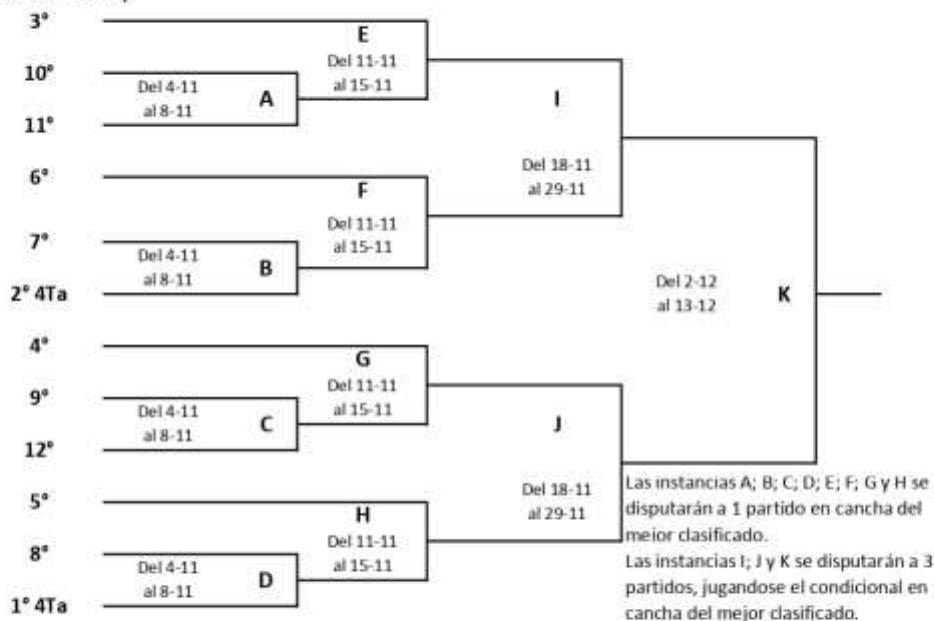 3°
E
Del 11-11
al 15-11
10°
Del 4-11
al 8-11
A
11°
I
Del 18-11
al 29-11
6°
F
Del 11-11
al 15-11
7°
Del 4-11
al 8-11
B
2° 4Ta
Del 2-12
al 13-12
K
4°
G
Del 11-11
al 15-11
9°
Del 4-11
al 8-11
C
12°
J
Del 18-11
al 29-11
5°
H
Del 11-11
al 15-11
8°
Del 4-11
al 8-11
D
1° 4Ta
Las instancias A; B; C; D; E; F; G y H se
disputarán a 1 partido en cancha del
mejor clasificado.
Las instancias I; J y K se disputarán a 3
partidos, jugandose el condicional en
cancha del mejor clasificado.